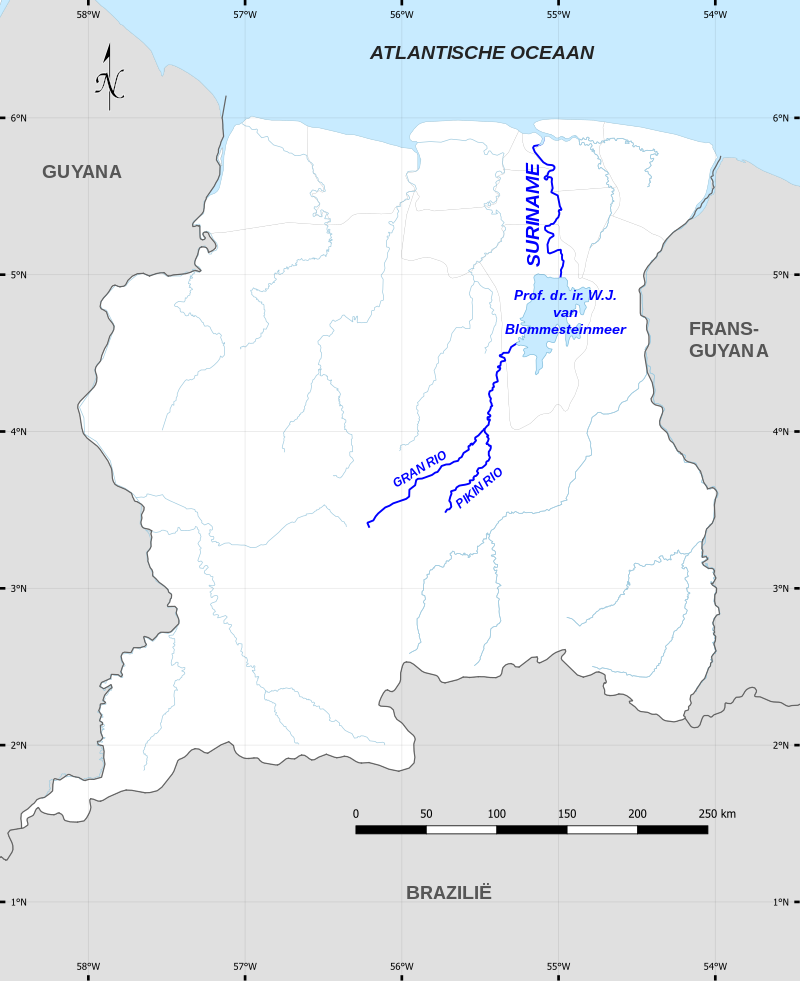 58°W 57°W 56°W 55°W 54°W
ATLANTISCHE OCEAAN
N
6°N 6°N
GUYANA
SURINAME
5°N 5°N
Prof. dr. ir. W.J.
van
Blommesteinmeer
FRANS-
GUYANA
4°N 4°N
GRAN RIO
PIKIN RIO
3°N 3°N
2°N 2°N
0 50 100 150 200 250 km
BRAZILIË
1°N 1°N
58°W 57°W 56°W 55°W 54°W